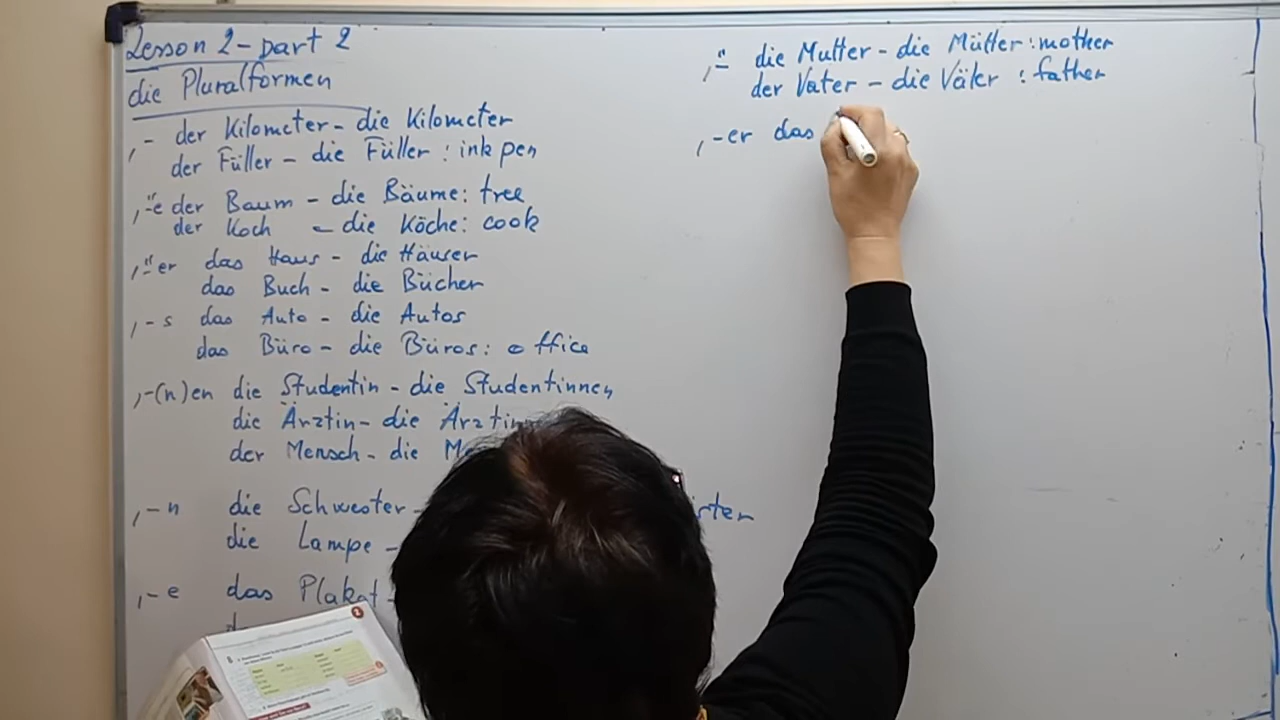 Lesson 2 - part 2
die Pluralformen
,- der Kilometer - die Kilometer
der Füller - die Füller : ink pen
,⸚e der Baum - die Bäume: tree
der Koch - die Köche: cook
,⸚er das Haus - die Häuser
das Buch - die Bücher
,-s das Auto - die Autos
das Büro - die Büros: office
,-(n)en die Studentin - die Studentinnen
die Ärztin - die
der Mensch - die
,-n die Schwester -
die Lampe -
,-e das Plakat -
,⸚ die Mutter - die Mütter : mother
der Vater - die Väter : father
,-er das